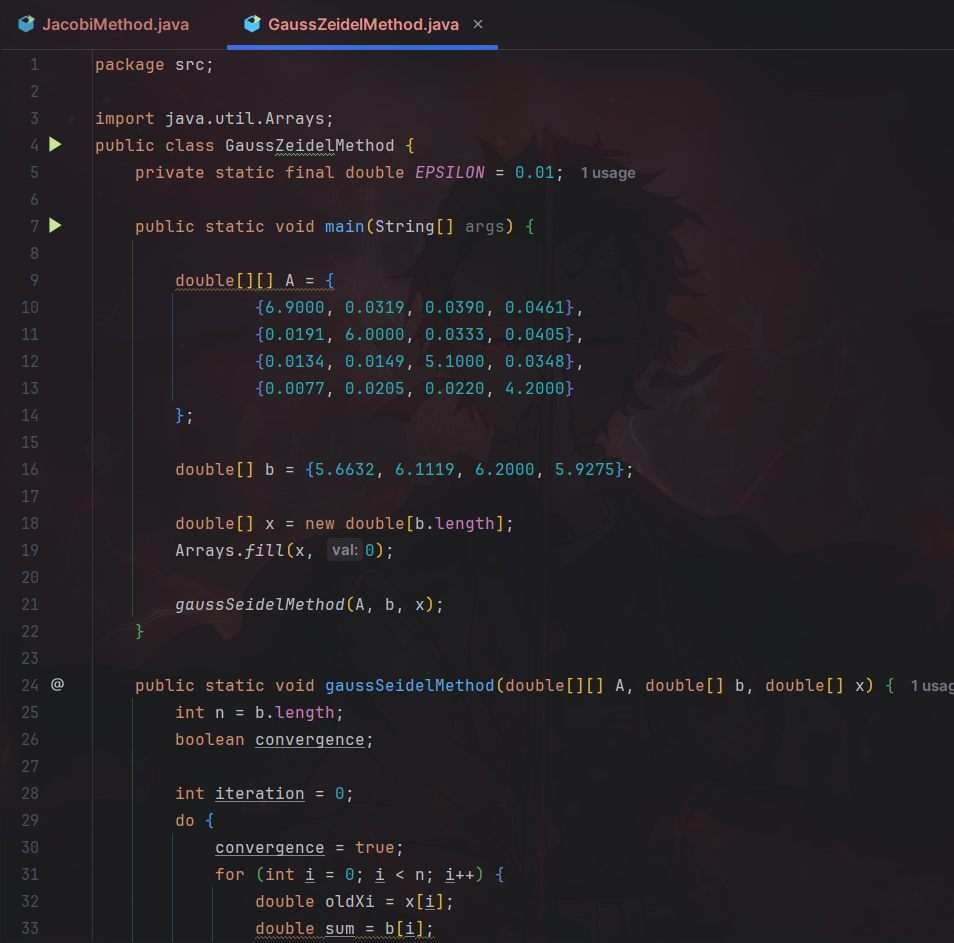 JacobiMethod.java GaussZeidelMethod.java ×
1 package src;
2
3 import java.util.Arrays;
4 public class GaussZeidelMethod {
5 private static final double EPSILON = 0.01; 1 usage
6
7 public static void main(String[] args) {
8
9 double[][] A = {
10 {6.9000, 0.0319, 0.0390, 0.0461},
11 {0.0191, 6.0000, 0.0333, 0.0405},
12 {0.0134, 0.0149, 5.1000, 0.0348},
13 {0.0077, 0.0205, 0.0220, 4.2000}
14 };
15
16 double[] b = {5.6632, 6.1119, 6.2000, 5.9275};
17
18 double[] x = new double[b.length];
19 Arrays.fill(x, val: 0);
20
21 gaussSeidelMethod(A, b, x);
22 }
23
24 @ public static void gaussSeidelMethod(double[][] A, double[] b, double[] x) { 1 usag
25 int n = b.length;
26 boolean convergence;
27
28 int iteration = 0;
29 do {
30 convergence = true;
31 for (int i = 0; i < n; i++) {
32 double oldXi = x[i];
33 double sum = b[i];